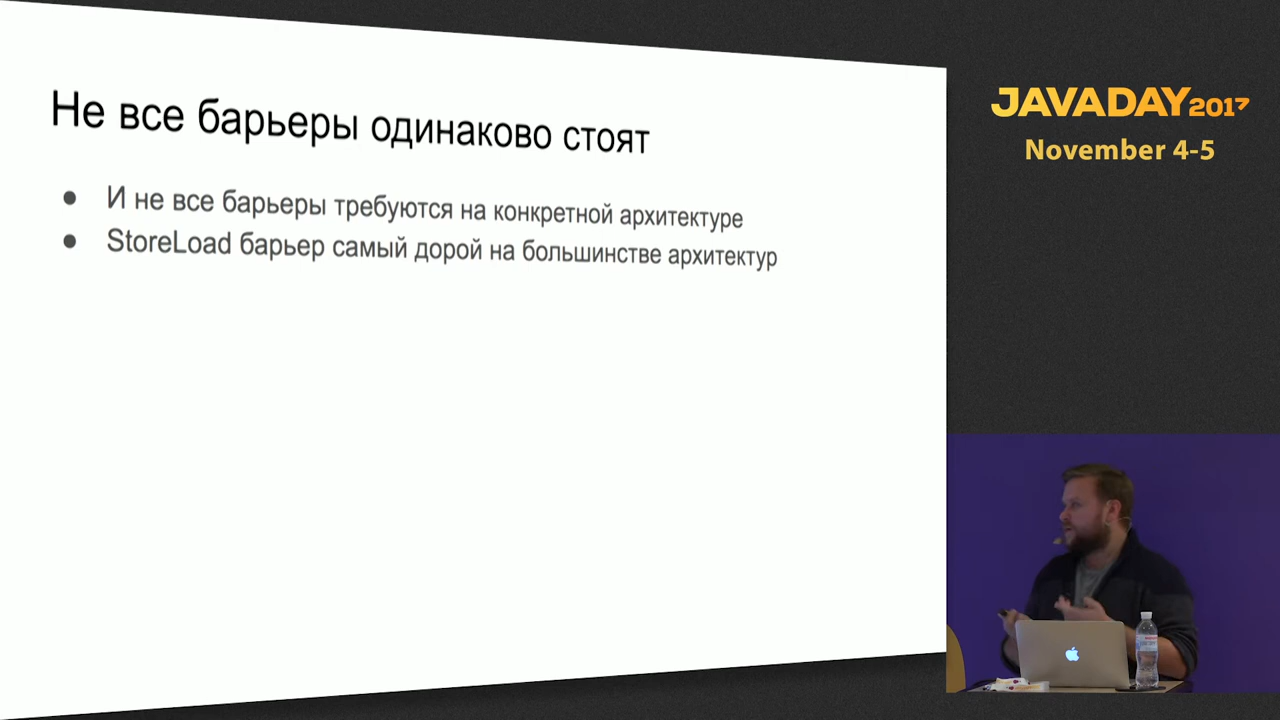 Не все барьеры одинаково стоят
● И не все барьеры требуются на конкретной архитектуре
● StoreLoad барьер самый дорой на большинстве архитектур
JAVADAY2017
November 4-5